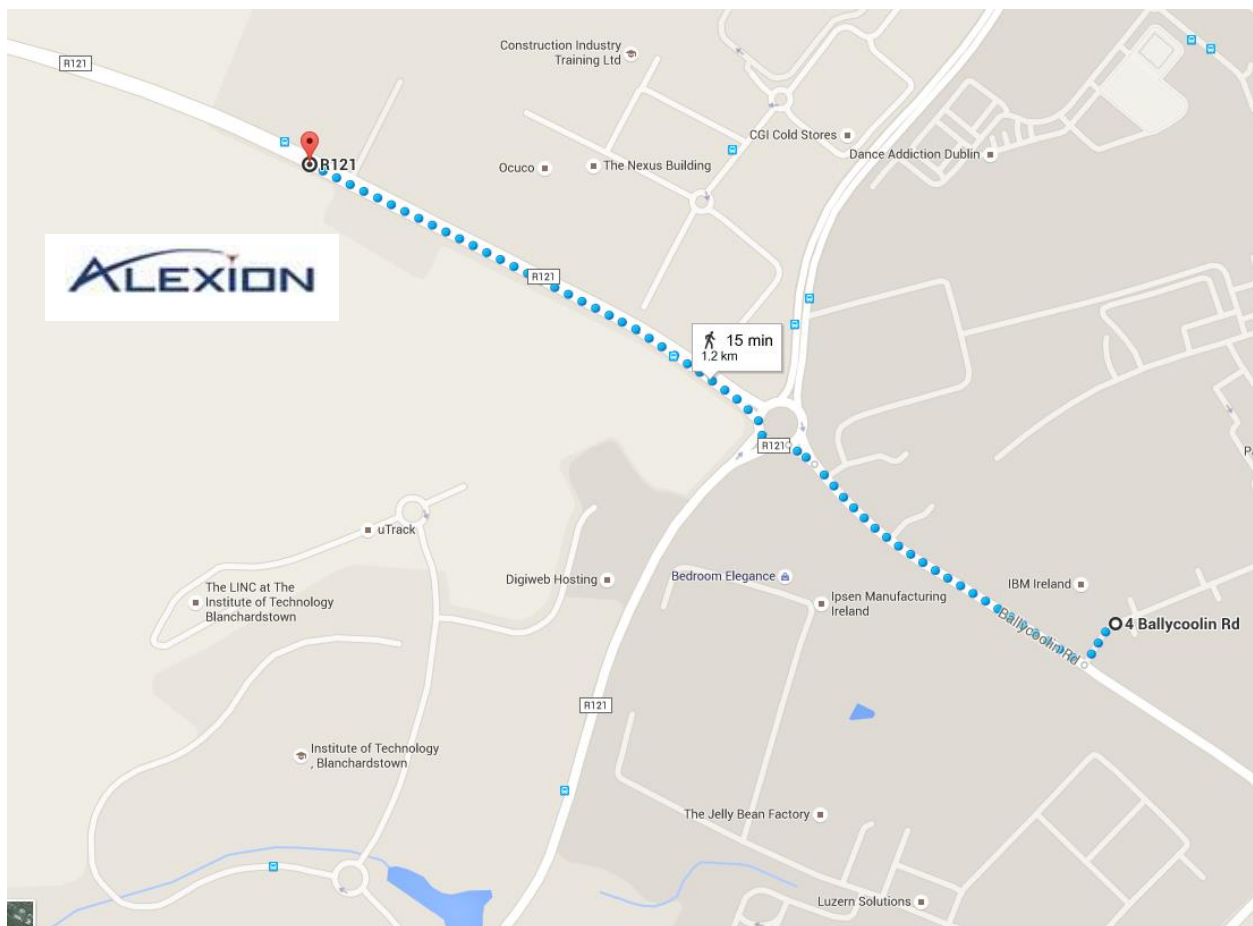 R121
Construction Industry
Training Ltd
CGI Cold Stores
Dance Addiction Dublin
R121
Ocuco
The Nexus Building
ALEXION
R121
15 min
1.2 km
R121
uTrack
The LINC at The
Institute of Technology
Blanchardstown
Digiweb Hosting
Bedroom Elegance
Ipsen Manufacturing
Ireland
IBM Ireland
4 Ballycoolin Rd
Ballycoolin Rd
R121
Institute of Technology
, Blanchardstown
The Jelly Bean Factory
Luzern Solutions